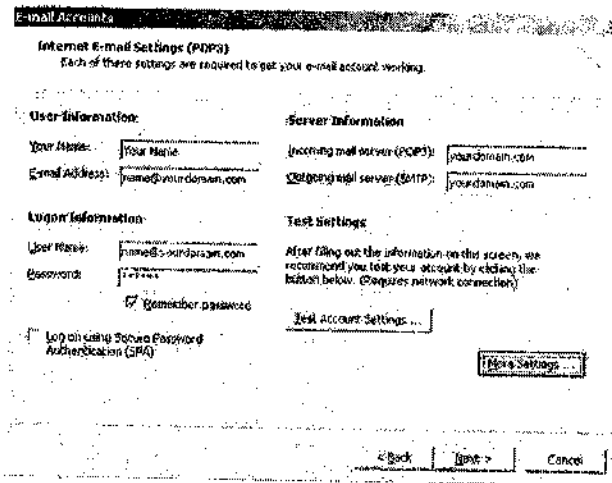 E-mail Accounts
Internet E-mail Settings (POP3)
Each of these settings are required to get your e-mail account working.
User Information
Your Name: Your Name
E-mail Address: name@yourdomain.com
Server Information
Incoming mail server (POP3): yourdomain.com
Outgoing mail server (SMTP): yourdomain.com
Logon Information
User Name: name@yourdomain.com
Password: ******
Remember password
Log on using Secure Password
Authentication (SPA)
Test Settings
After filling out the information on this screen, we
recommend you test your account by clicking the
button below. (Requires network connection)
Test Account Settings ...
More Settings ...
< Back
Next >
Cancel